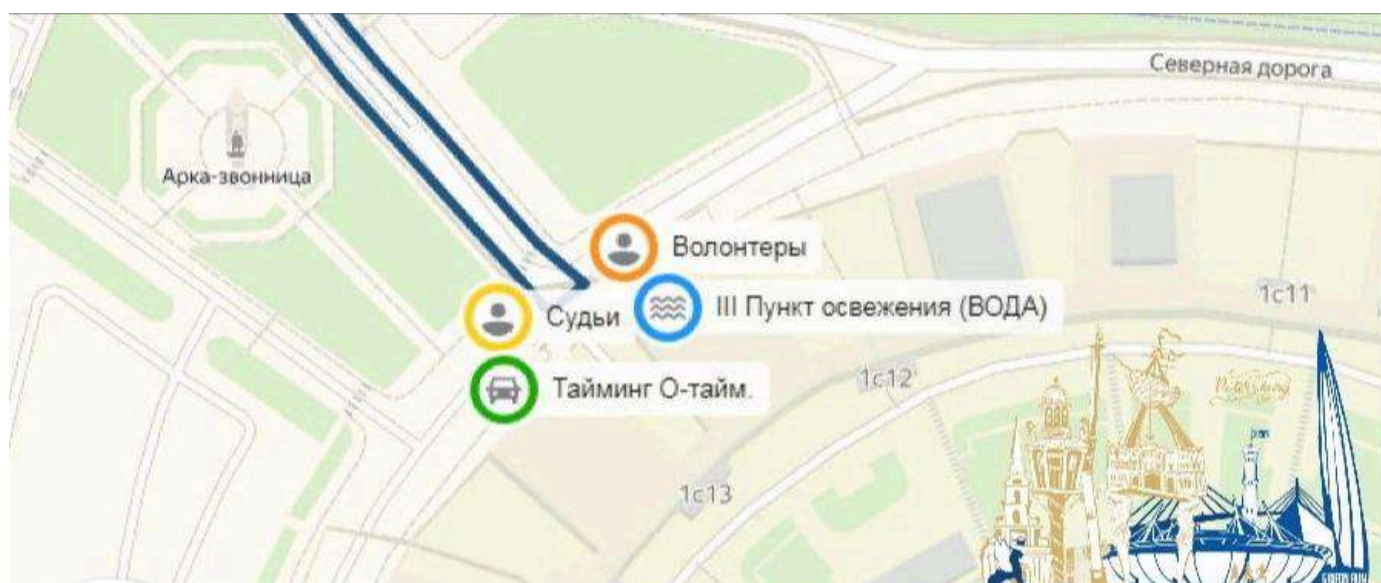 Северная дорога
Арка-звонница
Волонтеры
1с11
III Пункт освежения (ВОДА)
Судьи
1с12
Тайминг О-тайм.
1с13